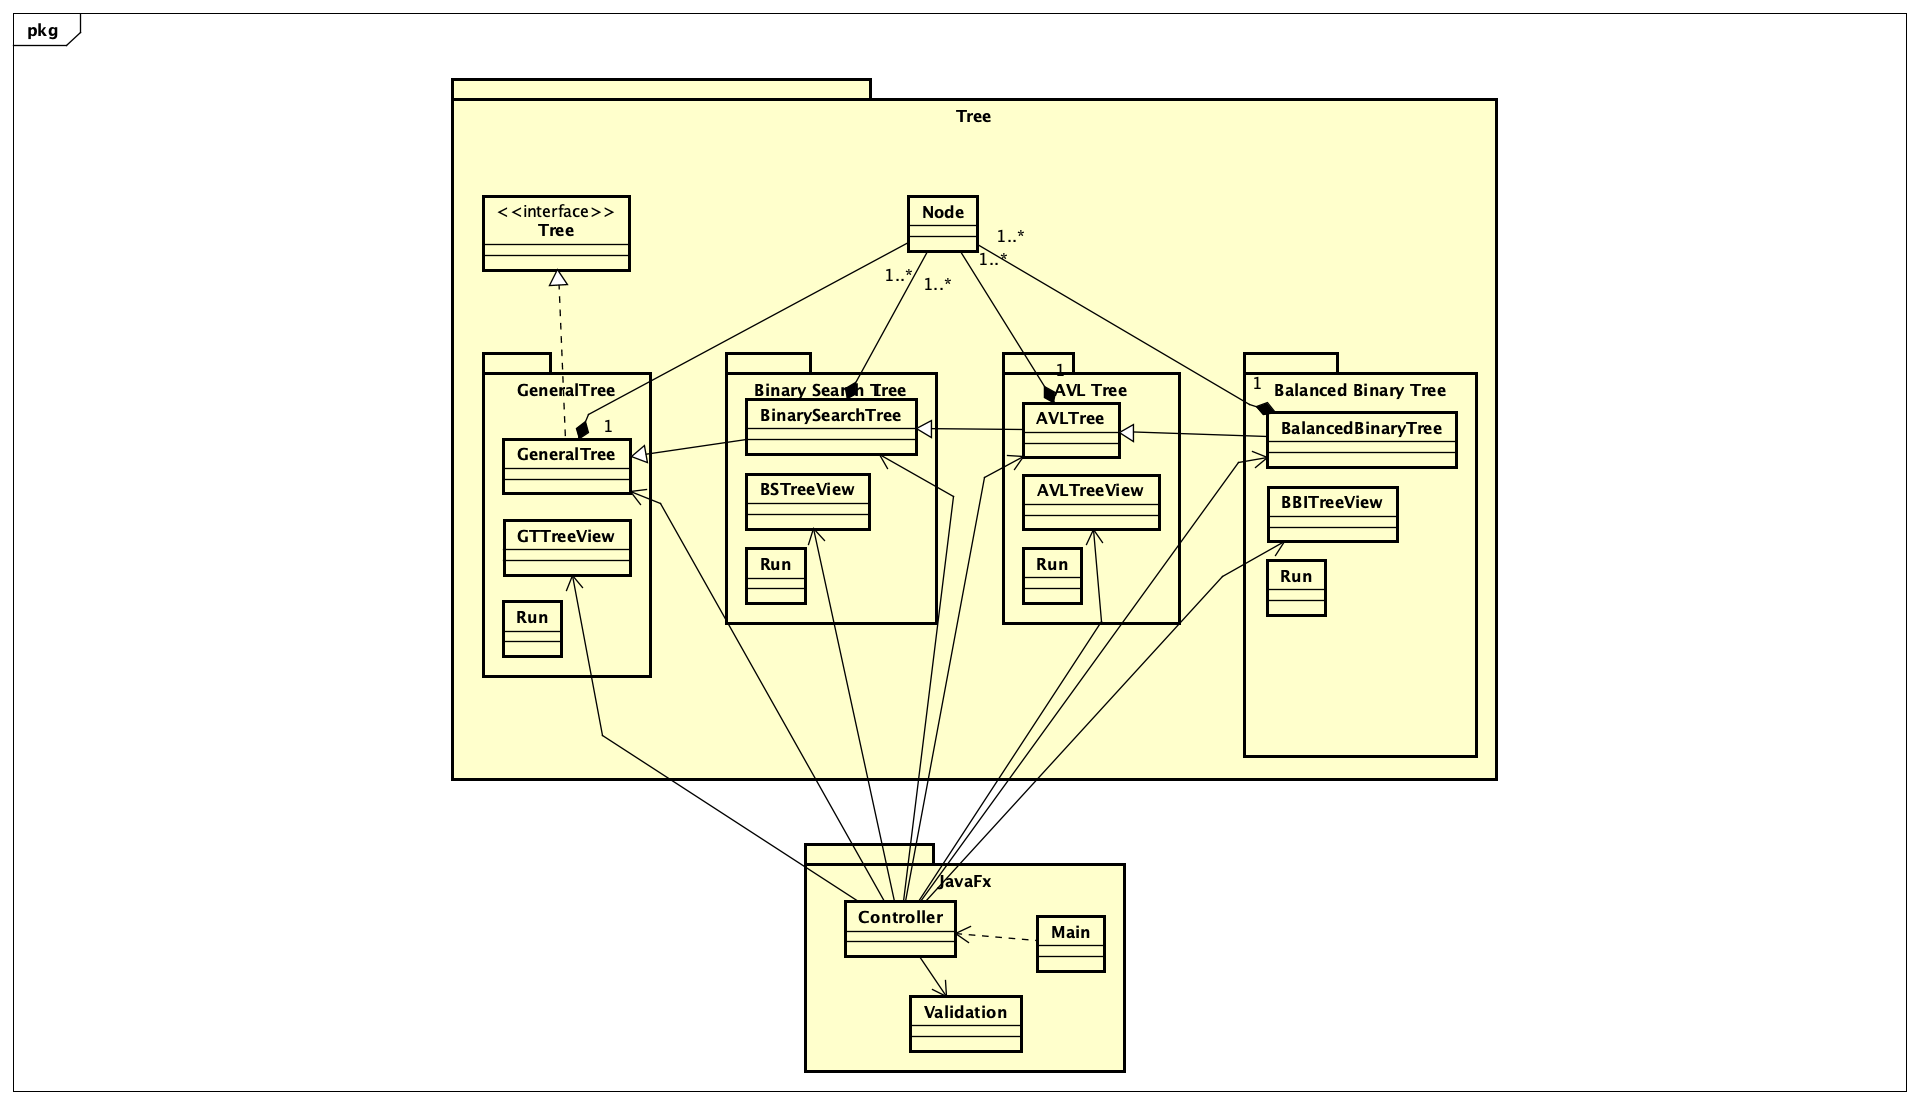 pkg
Tree
<<interface>>
Tree
Node
1..*
1..*
1..*
1..*
1
1
1
1
GeneralTree
Binary Search Tree
AVL Tree
Balanced Binary Tree
GeneralTree
BinarySearchTree
AVLTree
BalancedBinaryTree
GTTreeView
BSTreeView
AVLTreeView
BBITreeView
Run
Run
Run
Run
JavaFx
Controller
Main
Validation